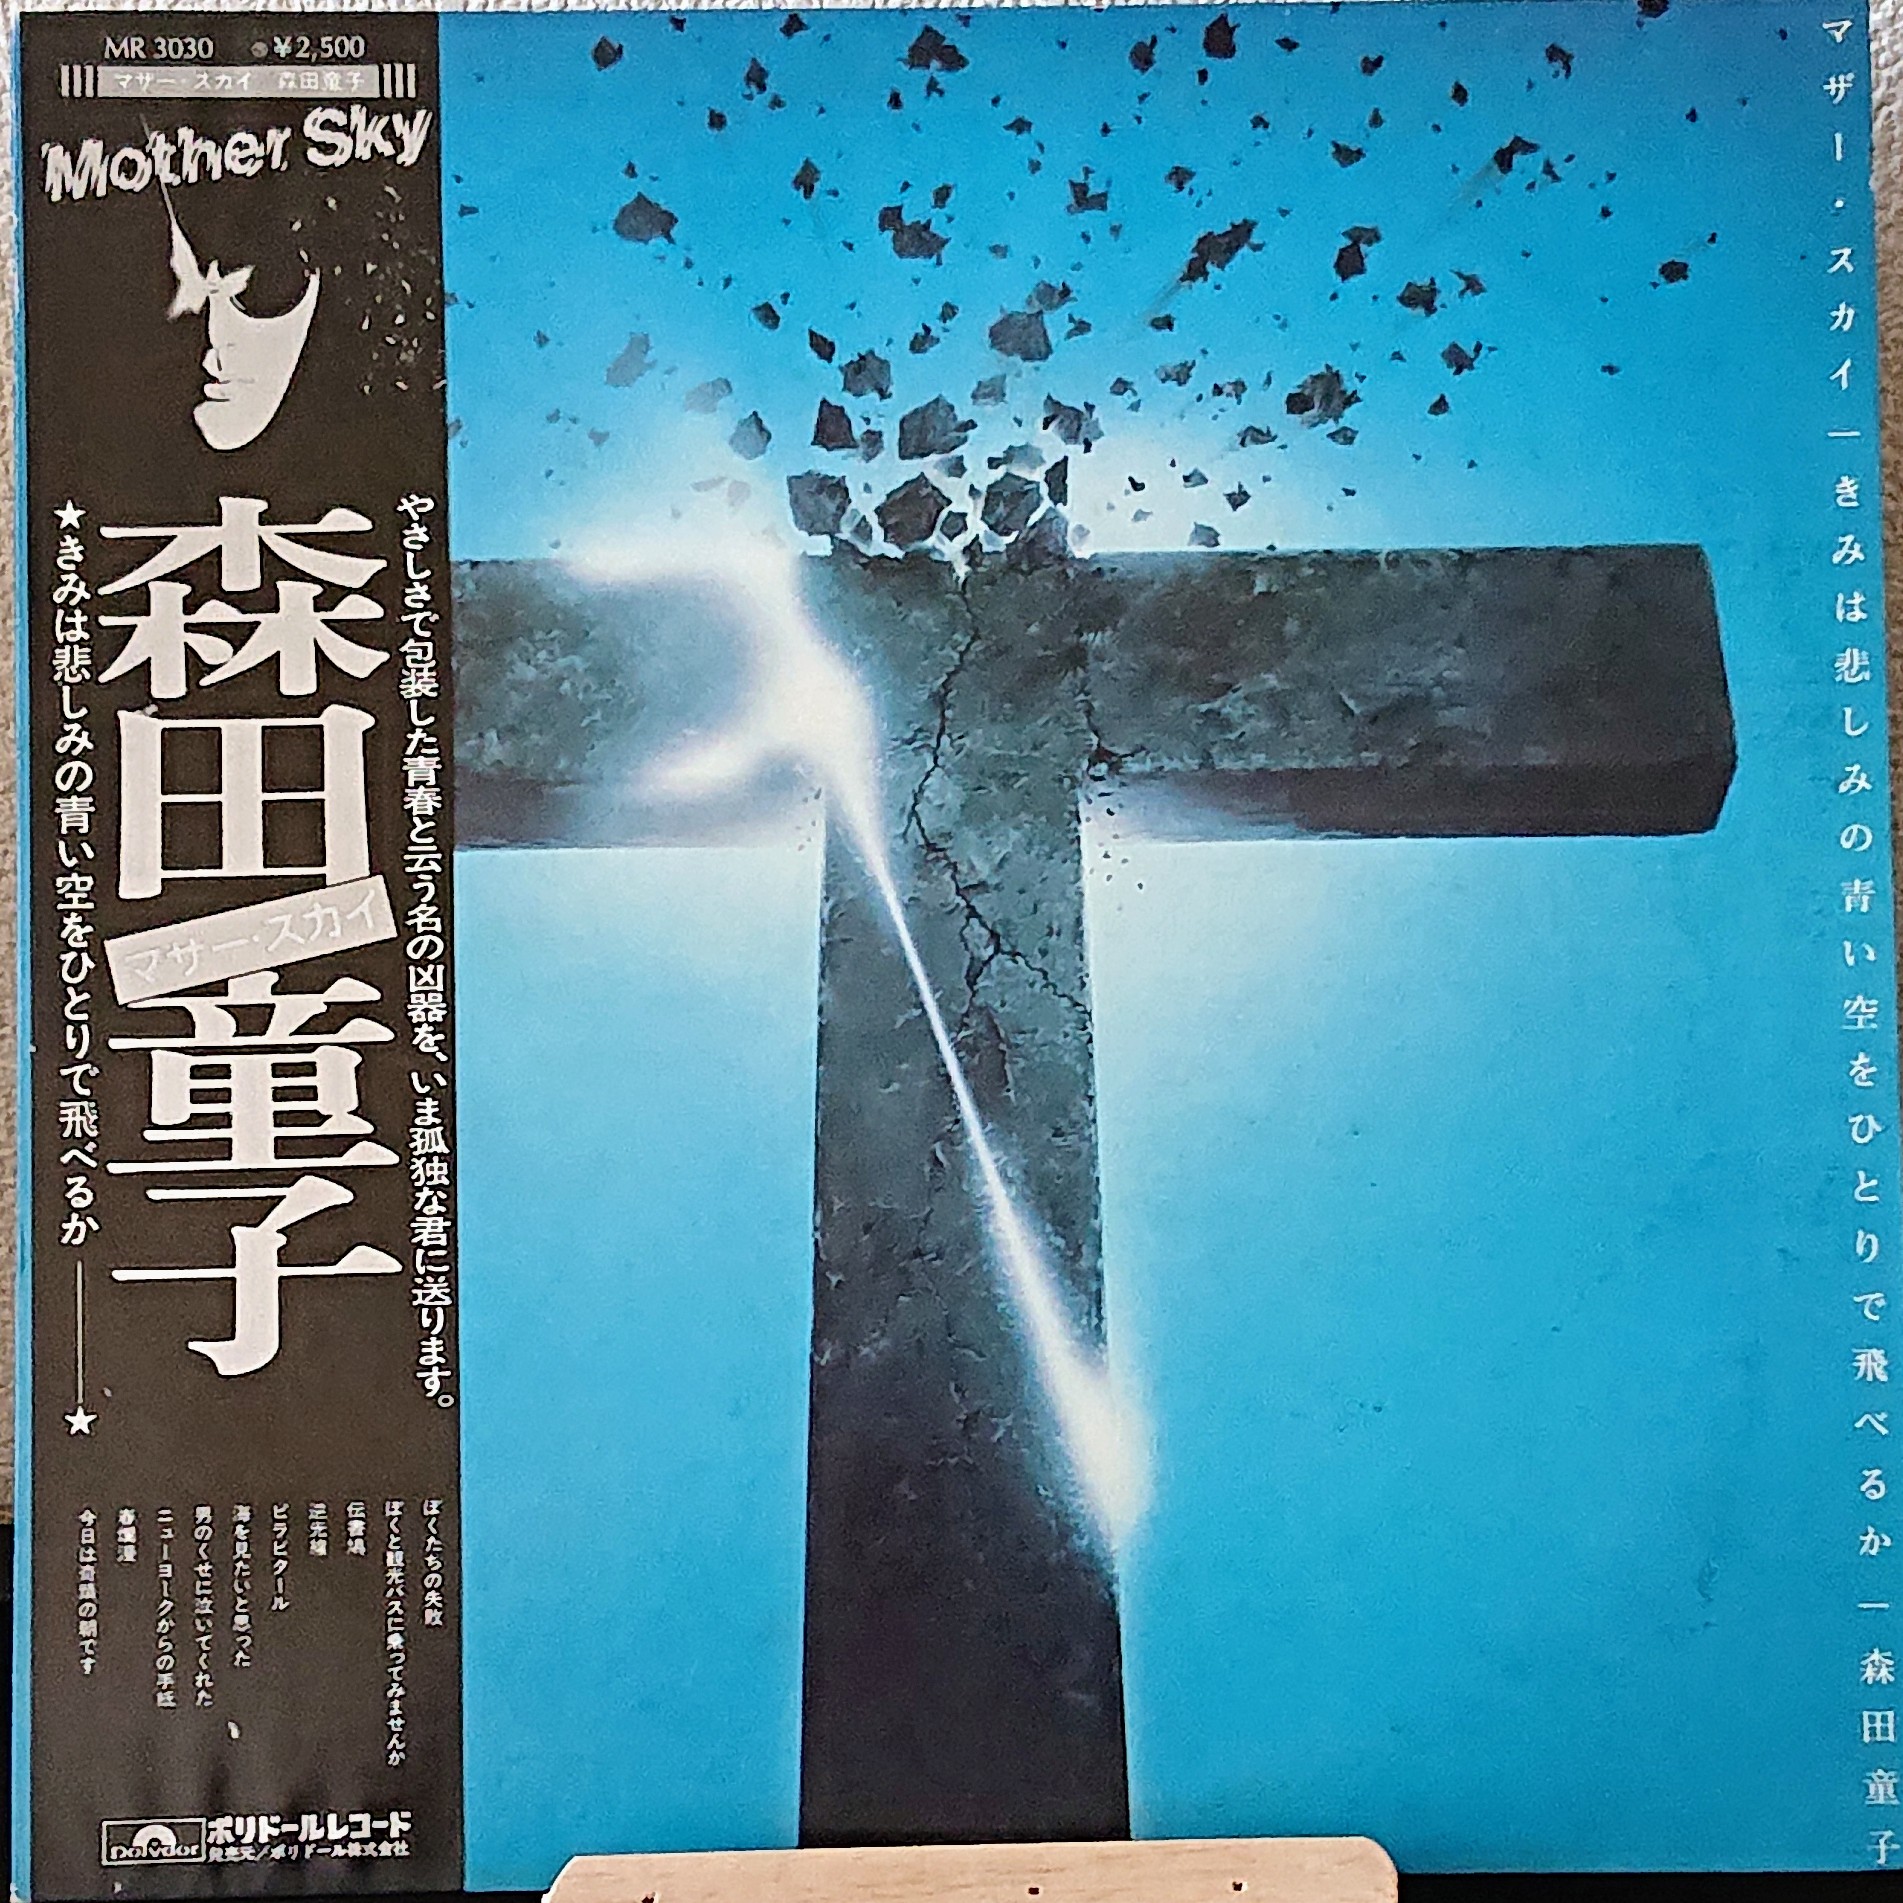 MR 3030 ●¥2,500
マザー・スカイ 森田童子
Mother Sky
やさしさで包装した青春と云う名の凶器を、いま孤独な君に送ります。
森田童子
マザー・スカイ
★きみは悲しみの青い空をひとりで飛べるか——★
ぼくたちの失敗
ぼくと観光バスに乗ってみませんか
伝書鳩
逆光線
ピラビタール
海を見たいと思った
男のくせに泣いてくれた
ニューヨークからの手紙
春爛漫
今日は奇蹟の朝です
polydor
ポリドールレコード
発売元/ポリドール株式会社
マザー・スカイ—きみは悲しみの青い空をひとりで飛べるか—森田童子